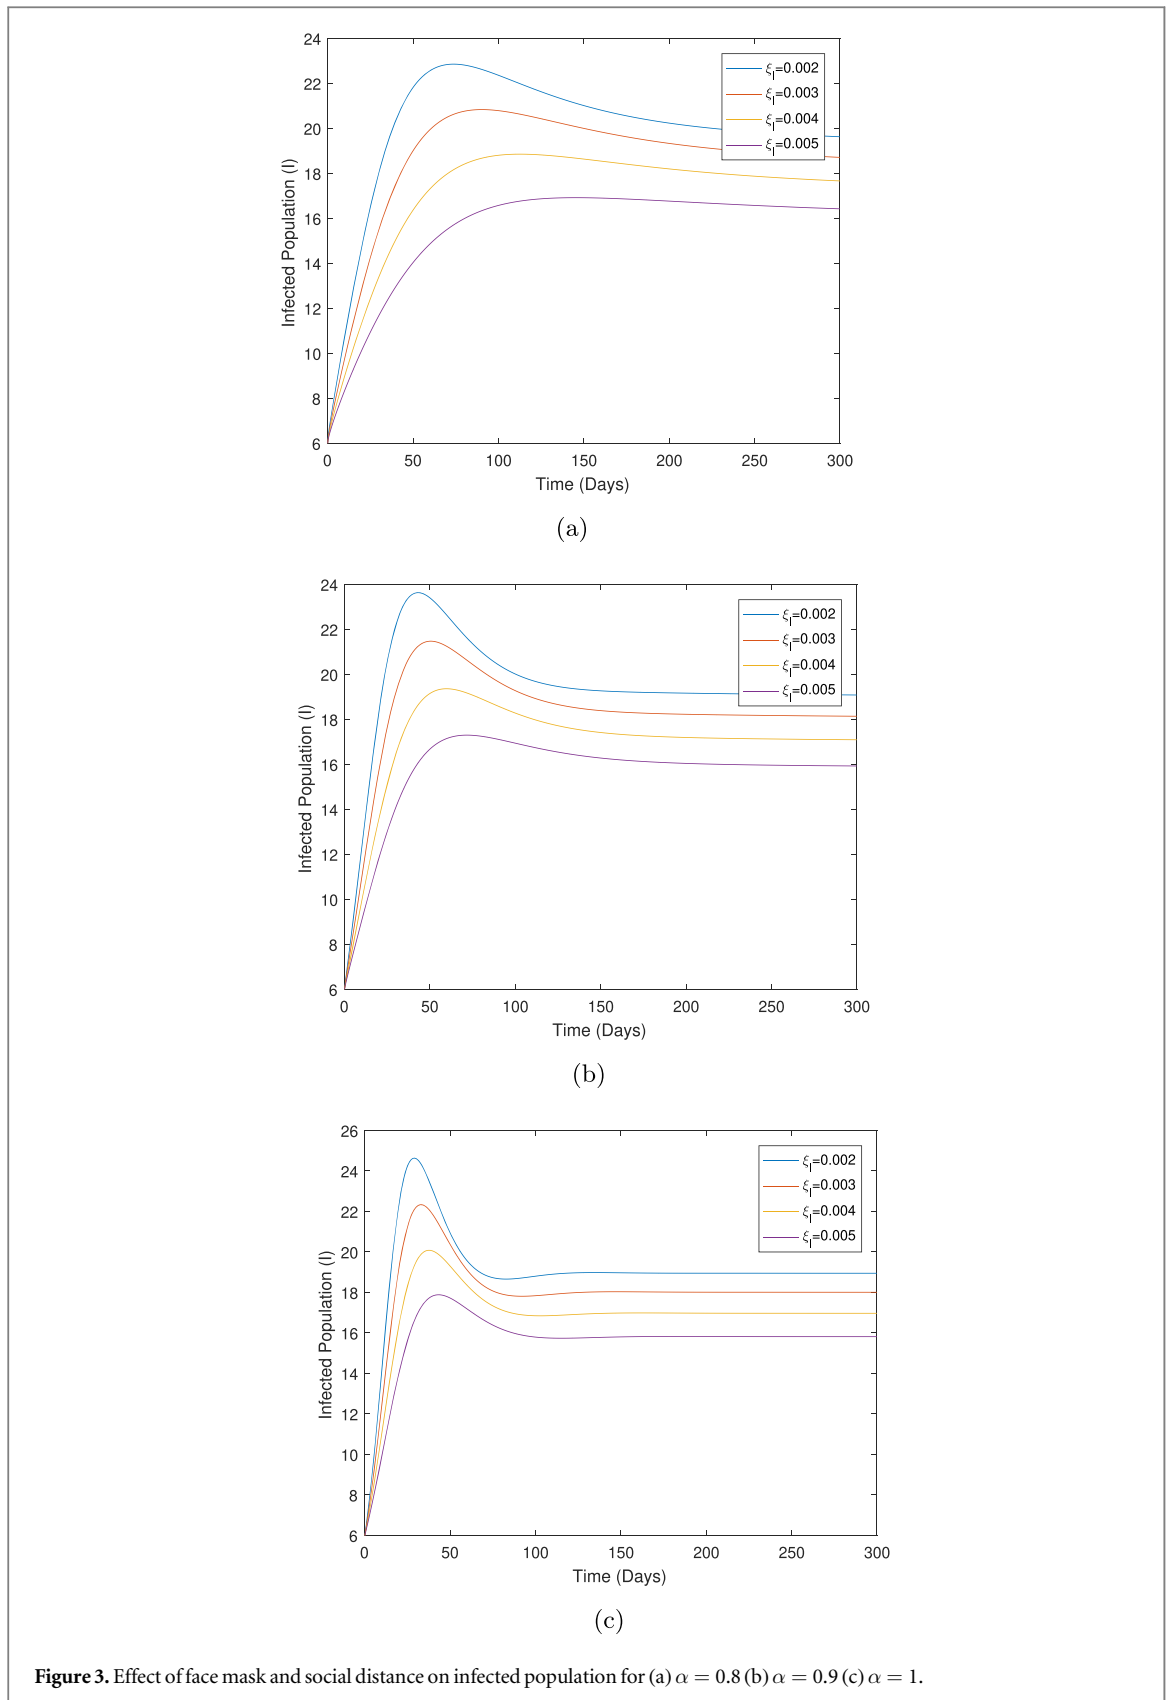 24
22
20
18
16
14
12
10
8
6
Infected Population (I)
0 50 100 150 200 250 300
Time (Days)
ξI=0.002
ξI=0.003
ξI=0.004
ξI=0.005
(a)
24
22
20
18
16
14
12
10
8
6
Infected Population (I)
0 50 100 150 200 250 300
Time (Days)
ξI=0.002
ξI=0.003
ξI=0.004
ξI=0.005
(b)
26
24
22
20
18
16
14
12
10
8
6
Infected Population (I)
0 50 100 150 200 250 300
Time (Days)
ξI=0.002
ξI=0.003
ξI=0.004
ξI=0.005
(c)
Figure 3. Effect of face mask and social distance on infected population for (a) α = 0.8 (b) α = 0.9 (c) α = 1.